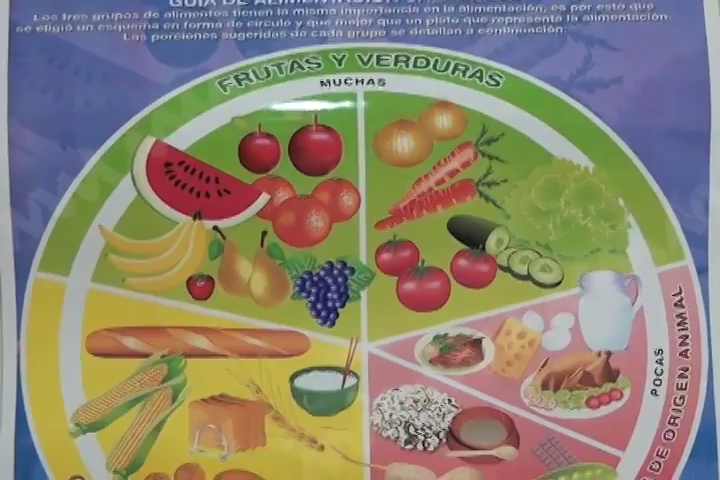 GUÍA DE
Los tres grupos de alimentos tienen la misma importancia en la alimentación, es por esto que
se eligió un esquema en forma de círculo y que mejor que un plato que represente la alimentación.
Las porciones sugeridas de cada grupo se detallan a continuación:
FRUTAS Y VERDURAS
MUCHAS
POCAS
DE ORIGEN ANIMAL